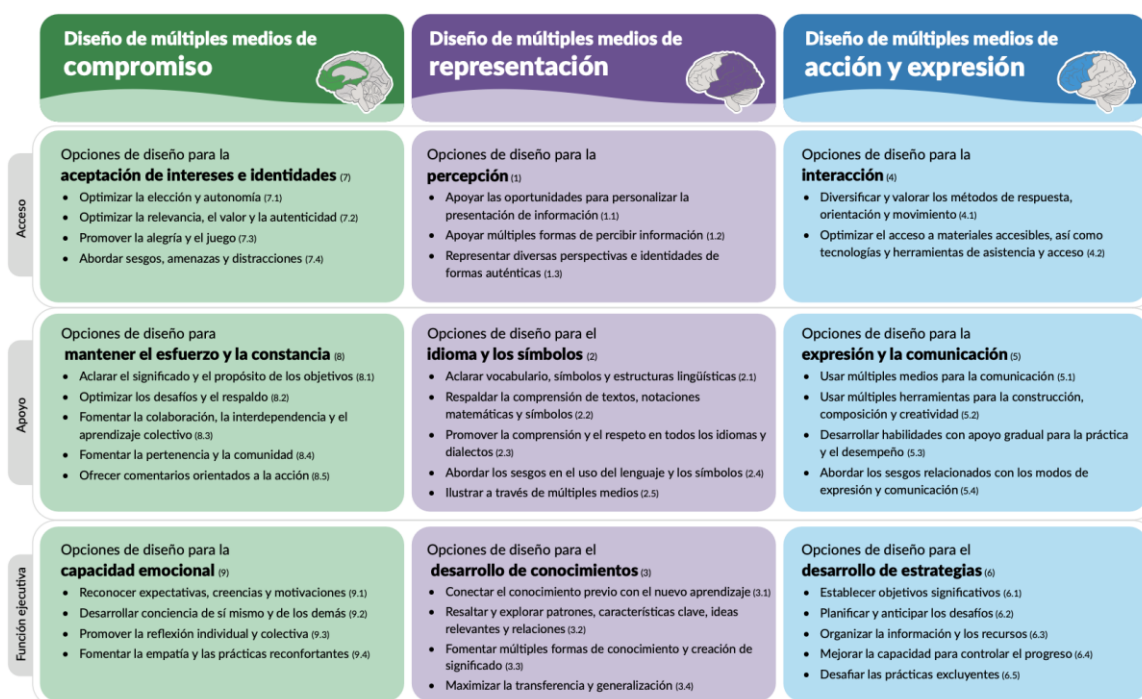 Diseño de múltiples medios de
compromiso
Diseño de múltiples medios de
representación
Diseño de múltiples medios de
acción y expresión
Acceso
Opciones de diseño para la
aceptación de intereses e identidades (7)
• Optimizar la elección y autonomía (7.1)
• Optimizar la relevancia, el valor y la autenticidad (7.2)
• Promover la alegría y el juego (7.3)
• Abordar sesgos, amenazas y distracciones (7.4)
Opciones de diseño para la
percepción (1)
• Apoyar las oportunidades para personalizar la
presentación de información (1.1)
• Apoyar múltiples formas de percibir información (1.2)
• Representar diversas perspectivas e identidades de
formas auténticas (1.3)
Opciones de diseño para la
interacción (4)
• Diversificar y valorar los métodos de respuesta,
orientación y movimiento (4.1)
• Optimizar el acceso a materiales accesibles, así como
tecnologías y herramientas de asistencia y acceso (4.2)
Apoyo
Opciones de diseño para
mantener el esfuerzo y la constancia (8)
• Aclarar el significado y el propósito de los objetivos (8.1)
• Optimizar los desafíos y el respaldo (8.2)
• Fomentar la colaboración, la interdependencia y el
aprendizaje colectivo (8.3)
• Fomentar la pertenencia y la comunidad (8.4)
• Ofrecer comentarios orientados a la acción (8.5)
Opciones de diseño para el
idioma y los símbolos (2)
• Aclarar vocabulario, símbolos y estructuras lingüísticas (2.1)
• Respaldar la comprensión de textos, notaciones
matemáticas y símbolos (2.2)
• Promover la comprensión y el respeto en todos los idiomas y
dialectos (2.3)
• Abordar los sesgos en el uso del lenguaje y los símbolos (2.4)
• Ilustrar a través de múltiples medios (2.5)
Opciones de diseño para la
expresión y la comunicación (5)
• Usar múltiples medios para la comunicación (5.1)
• Usar múltiples herramientas para la construcción,
composición y creatividad (5.2)
• Desarrollar habilidades con apoyo gradual para la práctica
y el desempeño (5.3)
• Abordar los sesgos relacionados con los modos de
expresión y comunicación (5.4)
Función ejecutiva
Opciones de diseño para la
capacidad emocional (9)
• Reconocer expectativas, creencias y motivaciones (9.1)
• Desarrollar conciencia de sí mismo y de los demás (9.2)
• Promover la reflexión individual y colectiva (9.3)
• Fomentar la empatía y las prácticas reconfortantes (9.4)
Opciones de diseño para el
desarrollo de conocimientos (3)
• Conectar el conocimiento previo con el nuevo aprendizaje (3.1)
• Resaltar y explorar patrones, características clave, ideas
relevantes y relaciones (3.2)
• Fomentar múltiples formas de conocimiento y creación de
significado (3.3)
• Maximizar la transferencia y generalización (3.4)
Opciones de diseño para el
desarrollo de estrategias (6)
• Establecer objetivos significativos (6.1)
• Planificar y anticipar los desafíos (6.2)
• Organizar la información y los recursos (6.3)
• Mejorar la capacidad para controlar el progreso (6.4)
• Desafiar las prácticas excluyentes (6.5)